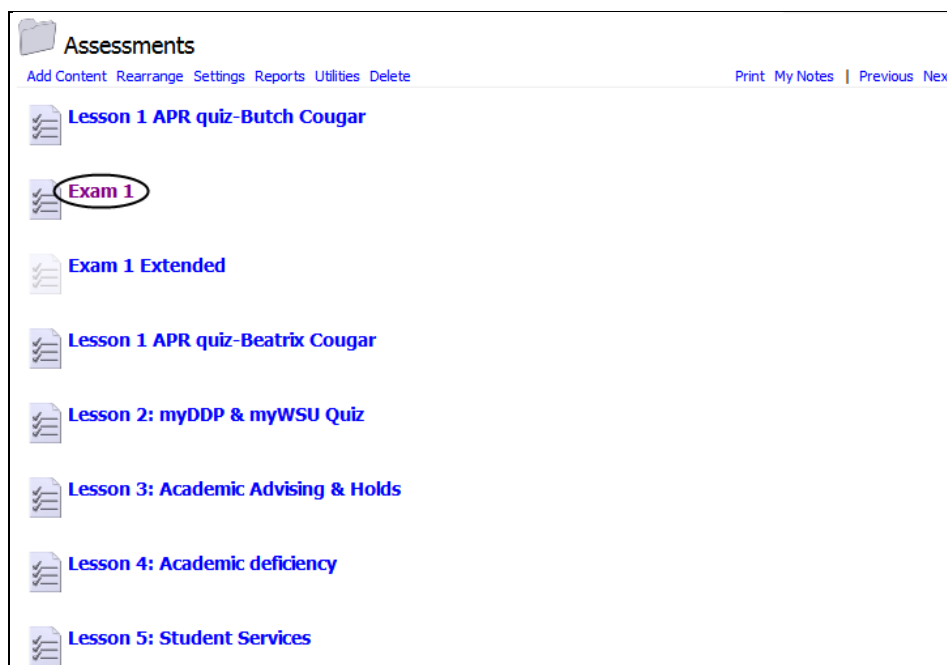 Assessments
Add Content Rearrange Settings Reports Utilities Delete Print My Notes | Previous Nex
Lesson 1 APR quiz-Butch Cougar
Exam 1
Exam 1 Extended
Lesson 1 APR quiz-Beatrix Cougar
Lesson 2: myDDP & myWSU Quiz
Lesson 3: Academic Advising & Holds
Lesson 4: Academic deficiency
Lesson 5: Student Services